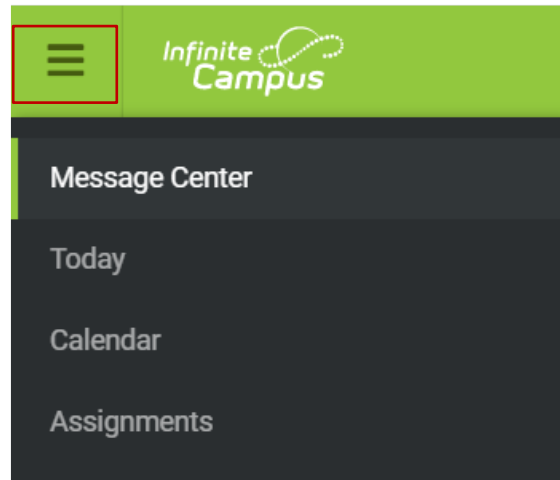 Infinite
Campus
Message Center
Today
Calendar
Assignments